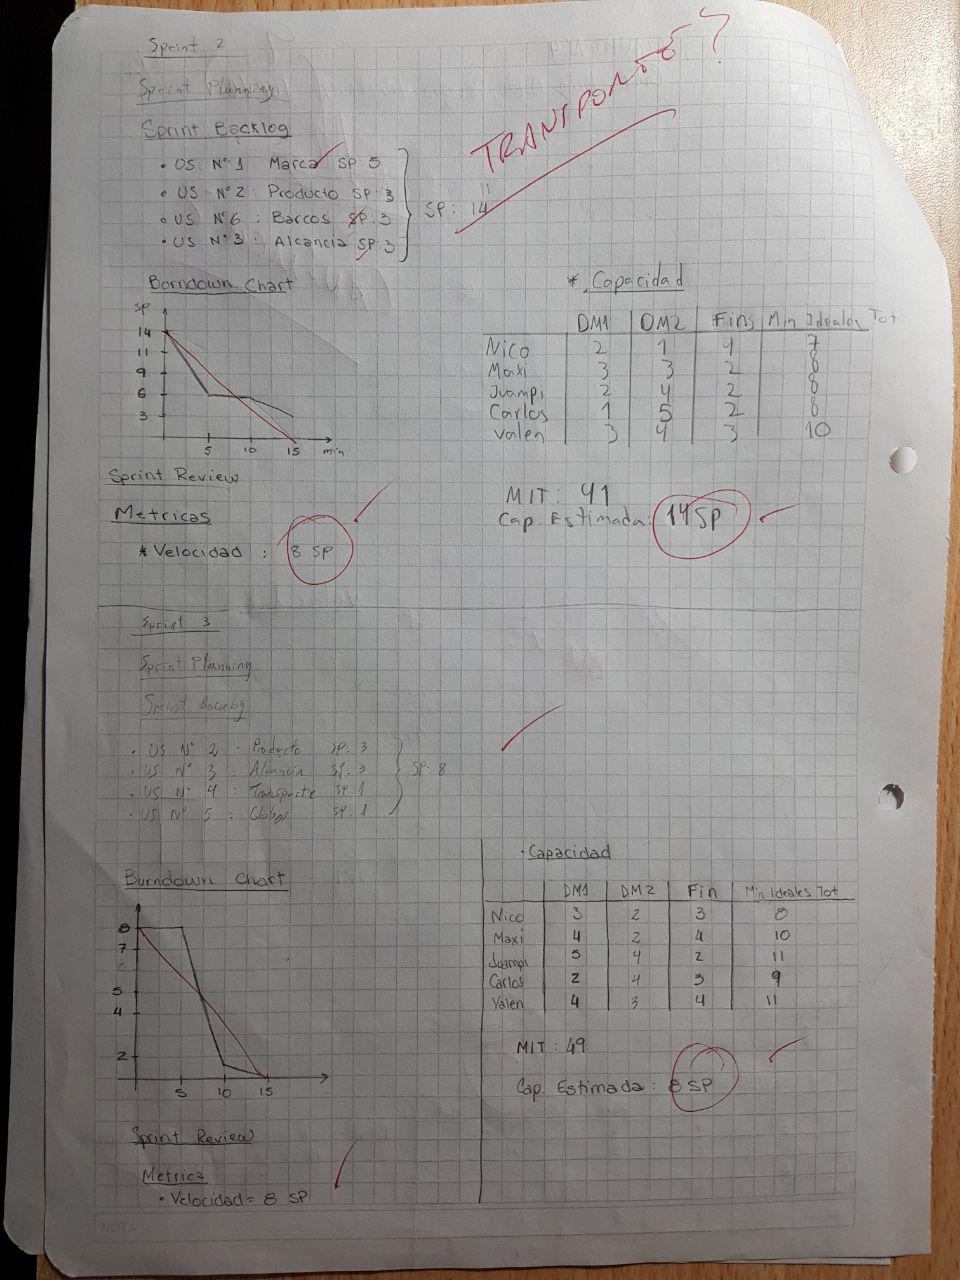 Sprint 2
Sprint Planning
TRANSPONTE?
Sprint Backlog
• US N° 1 Marca SP 5
• US N° 2: Producto SP: 3
• US N° 6: Barcos SP: 3
• US N° 3: Alcancia SP: 3
11
SP: 14
Borndown Chart
SP
14
11
9
6
3
5 10 15 min
* Capacidad
DM1 DM2 Fins Min Ideales Tot
Nico 2 1 4 7
Maxi 3 3 2 8
Juampi 2 4 2 8
Carlos 1 5 2 8
Valen 3 4 3 10
MIT: 41
Cap. Estimada: 14 SP
Sprint Review
Metricas
* Velocidad : 8 SP
Sprint 3
Sprint Planning
Sprint Backlog
• US N° 2 : Producto SP: 3
• US N° 3 : Alcancia SP: 3
• US N° 4 : Transporte SP 1
• US N° 5 : Globos SP: 1
SP: 8
Burndown Chart
8
7
5
4
2
5 10 15
• Capacidad
DM1 DM2 Fin Min Ideales Tot
Nico 3 2 3 8
Maxi 4 2 4 10
Juampi 5 4 2 11
Carlos 2 4 3 9
Valen 4 3 4 11
MIT: 49
Cap. Estimada: 8 SP
Sprint Review
Metrica
• Velocidad = 8 SP
NOTA